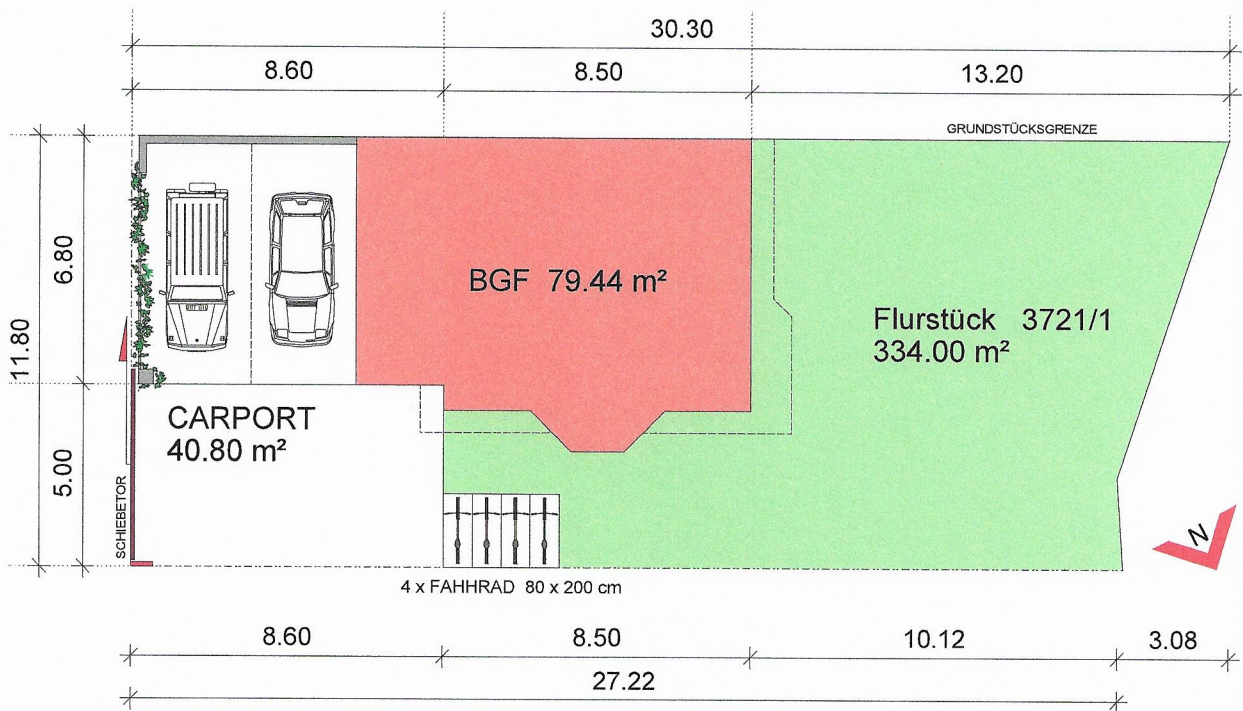 30.30
8.60
8.50
13.20
GRUNDSTÜCKSGRENZE
6.80
11.80
5.00
BGF 79.44 m²
Flurstück 3721/1
334.00 m²
CARPORT
40.80 m²
SCHIEBETOR
N
4 x FAHHRAD 80 x 200 cm
8.60
8.50
10.12
3.08
27.22